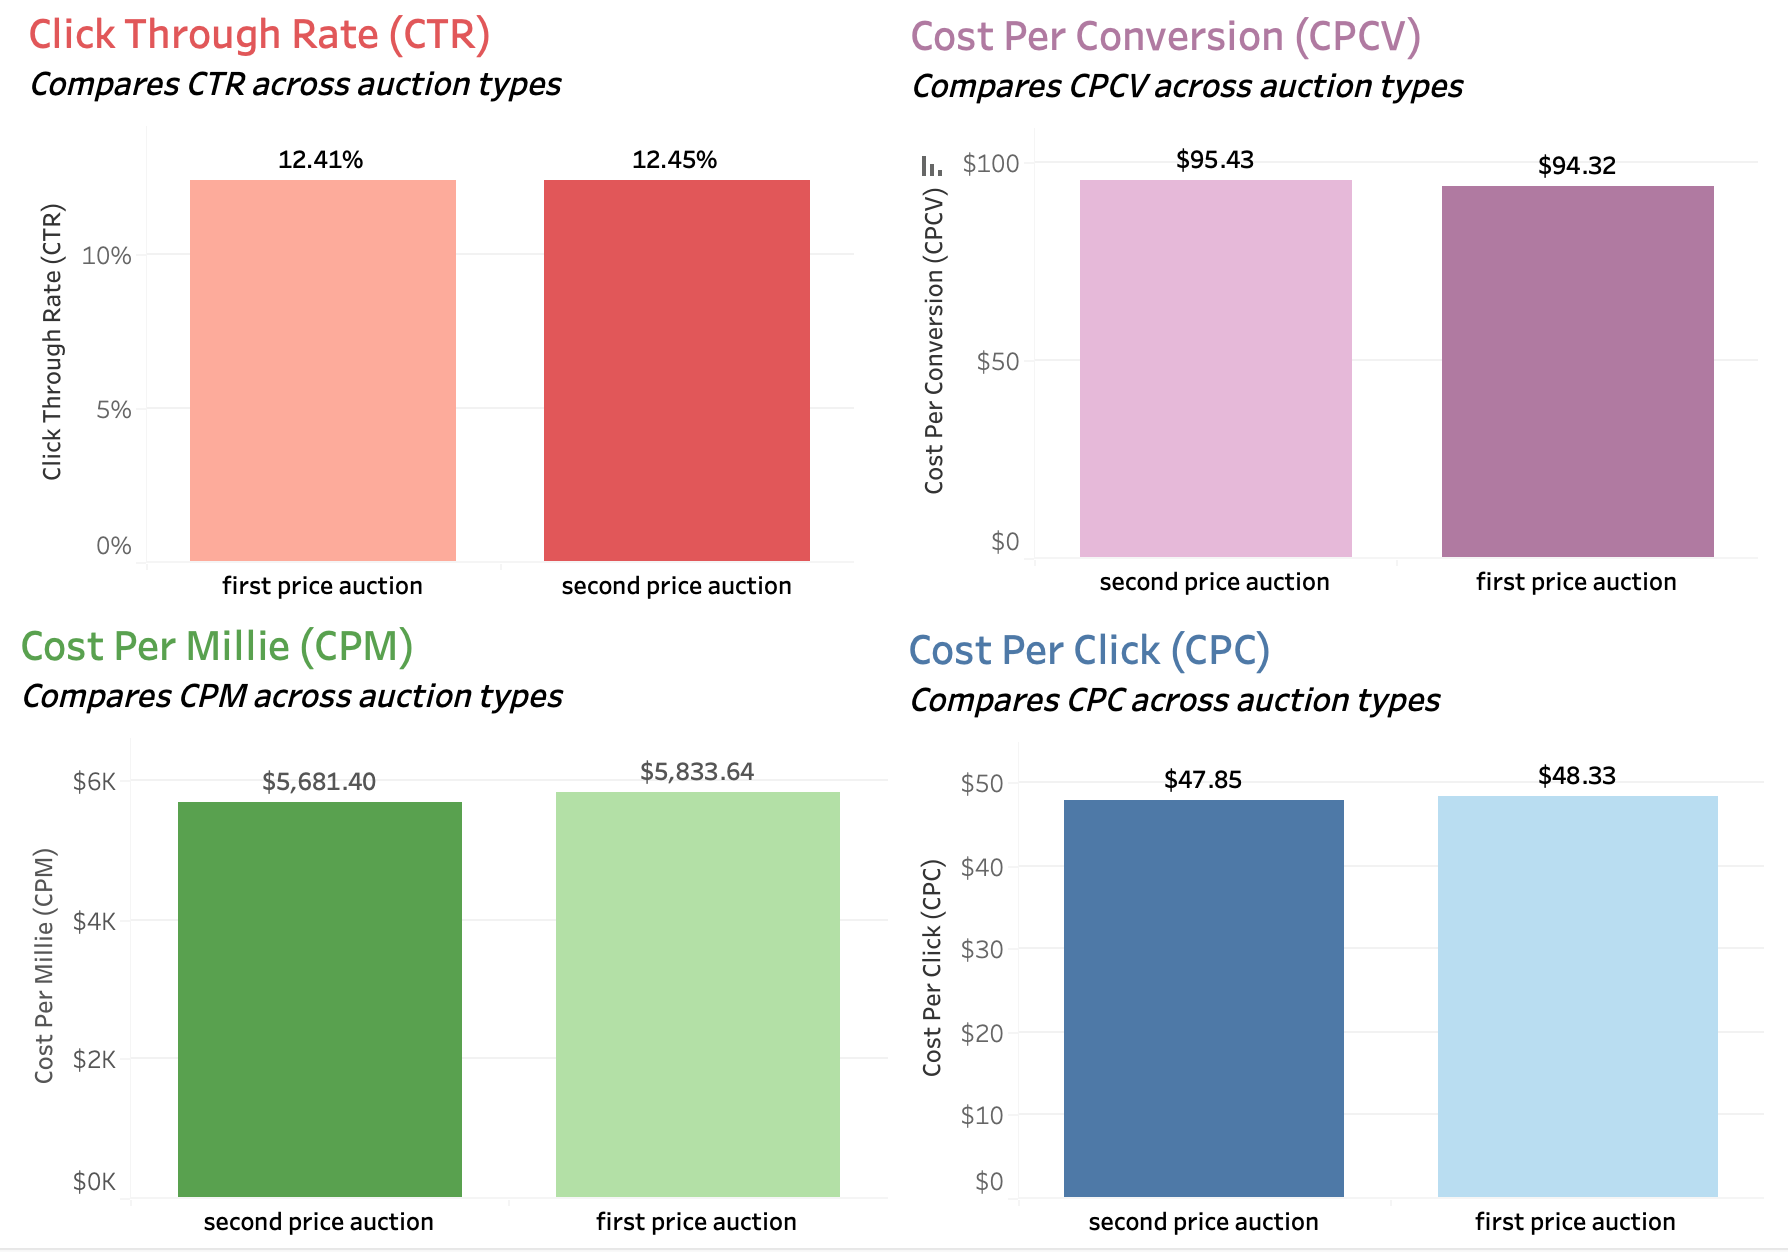 Click Through Rate (CTR)
Compares CTR across auction types
12.41%
12.45%
Click Through Rate (CTR)
10%
5%
0%
first price auction
second price auction
Cost Per Conversion (CPCV)
Compares CPCV across auction types
$95.43
$94.32
Cost Per Conversion (CPCV)
$100
$50
$0
second price auction
first price auction
Cost Per Millie (CPM)
Compares CPM across auction types
$5,681.40
$5,833.64
Cost Per Millie (CPM)
$6K
$4K
$2K
$0K
second price auction
first price auction
Cost Per Click (CPC)
Compares CPC across auction types
$47.85
$48.33
Cost Per Click (CPC)
$50
$40
$30
$20
$10
$0
second price auction
first price auction